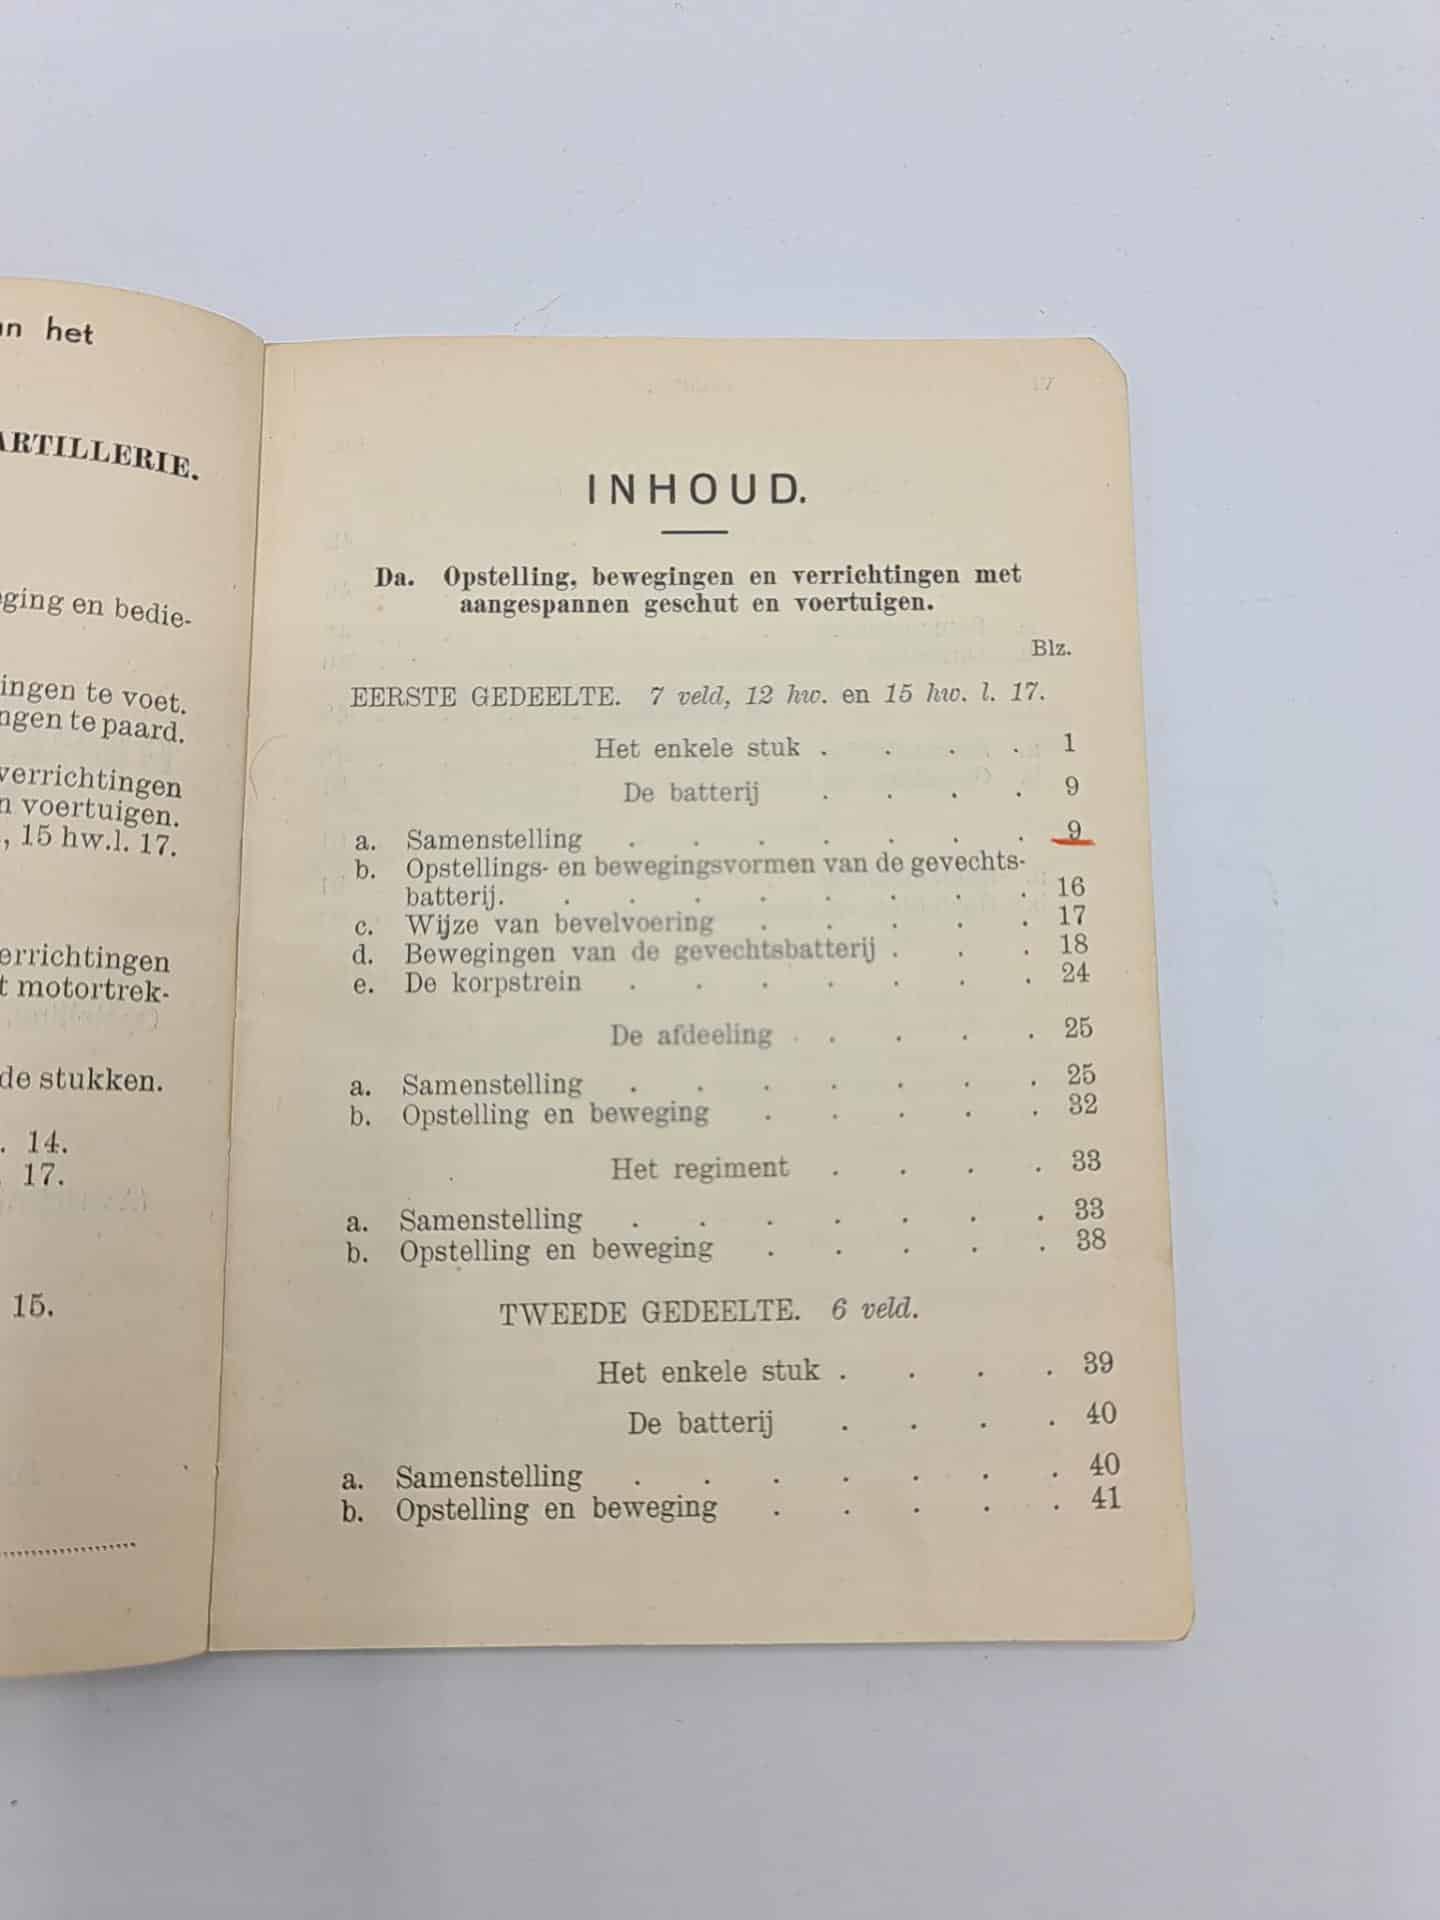 n het
ARTILLERIE.
ging en bedie-
ingen te voet.
ngen te paard.
verrichtingen
n voertuigen.
, 15 hw.l. 17.
errichtingen
t motortrek-
de stukken.
. 14.
17.
15.
17
INHOUD.
Da. Opstelling, bewegingen en verrichtingen met
aangespannen geschut en voertuigen.
Blz.
EERSTE GEDEELTE. 7 veld, 12 hw. en 15 hw. l. 17.
Het enkele stuk . . . . 1
De batterij . . . . 9
a. Samenstelling . . . . . . . 9
b. Opstellings- en bewegingsvormen van de gevechts-
batterij. . . . . . . . . 16
c. Wijze van bevelvoering . . . . . 17
d. Bewegingen van de gevechtsbatterij . . . 18
e. De korpstrein . . . . . . . 24
De afdeeling . . . . . 25
a. Samenstelling . . . . . . . 25
b. Opstelling en beweging . . . . . 32
Het regiment . . . . 33
a. Samenstelling . . . . . . . 33
b. Opstelling en beweging . . . . . 38
TWEEDE GEDEELTE. 6 veld.
Het enkele stuk . . . . 39
De batterij . . . . 40
a. Samenstelling . . . . . . . 40
b. Opstelling en beweging . . . . . 41